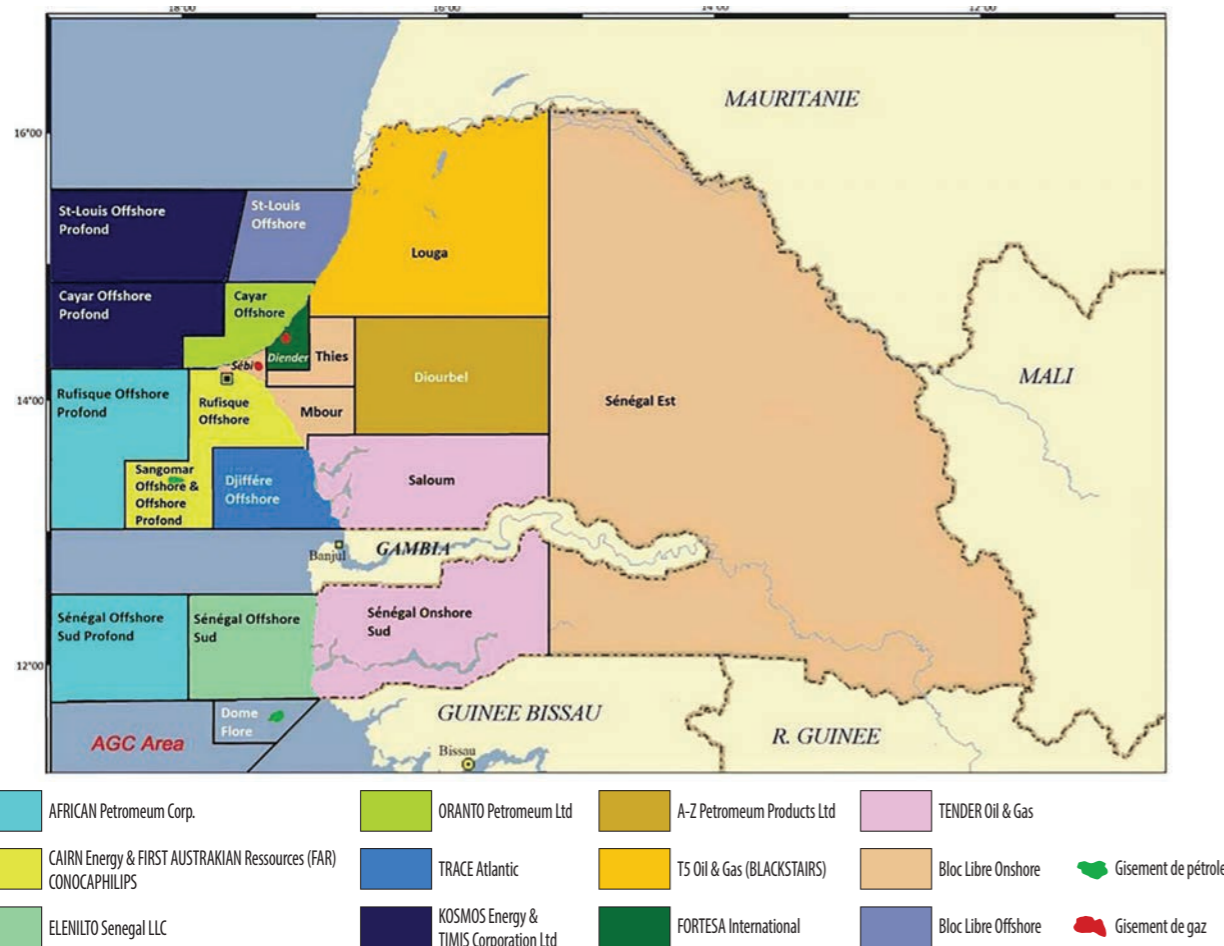 18°00
16°00
14°00
12°00
MAURITANIE
16°00
St-Louis Offshore
Profond
St-Louis
Offshore
Louga
Cayar Offshore
Profond
Cayar
Offshore
Sébi
Diender
Thies
Diourbel
MALI
14°00
Rufisque Offshore
Profond
Rufisque
Offshore
Mbour
Sénégal Est
Sangomar
Offshore &
Offshore
Profond
Djiffére
Offshore
Saloum
Banjul
GAMBIA
Sénégal Offshore
Sud Profond
Sénégal Offshore
Sud
Sénégal Onshore
Sud
12°00
Dome
Flore
AGC Area
GUINEE BISSAU
Bissau
R. GUINEE
AFRICAN Petromeum Corp.
ORANTO Petromeum Ltd
A-Z Petromeum Products Ltd
TENDER Oil & Gas
CAIRN Energy & FIRST AUSTRAKIAN Ressources (FAR)
CONOCAPHILIPS
TRACE Atlantic
T5 Oil & Gas (BLACKSTAIRS)
Bloc Libre Onshore
Gisement de pétrole
ELENILTO Senegal LLC
KOSMOS Energy &
TIMIS Corporation Ltd
FORTESA International
Bloc Libre Offshore
Gisement de gaz